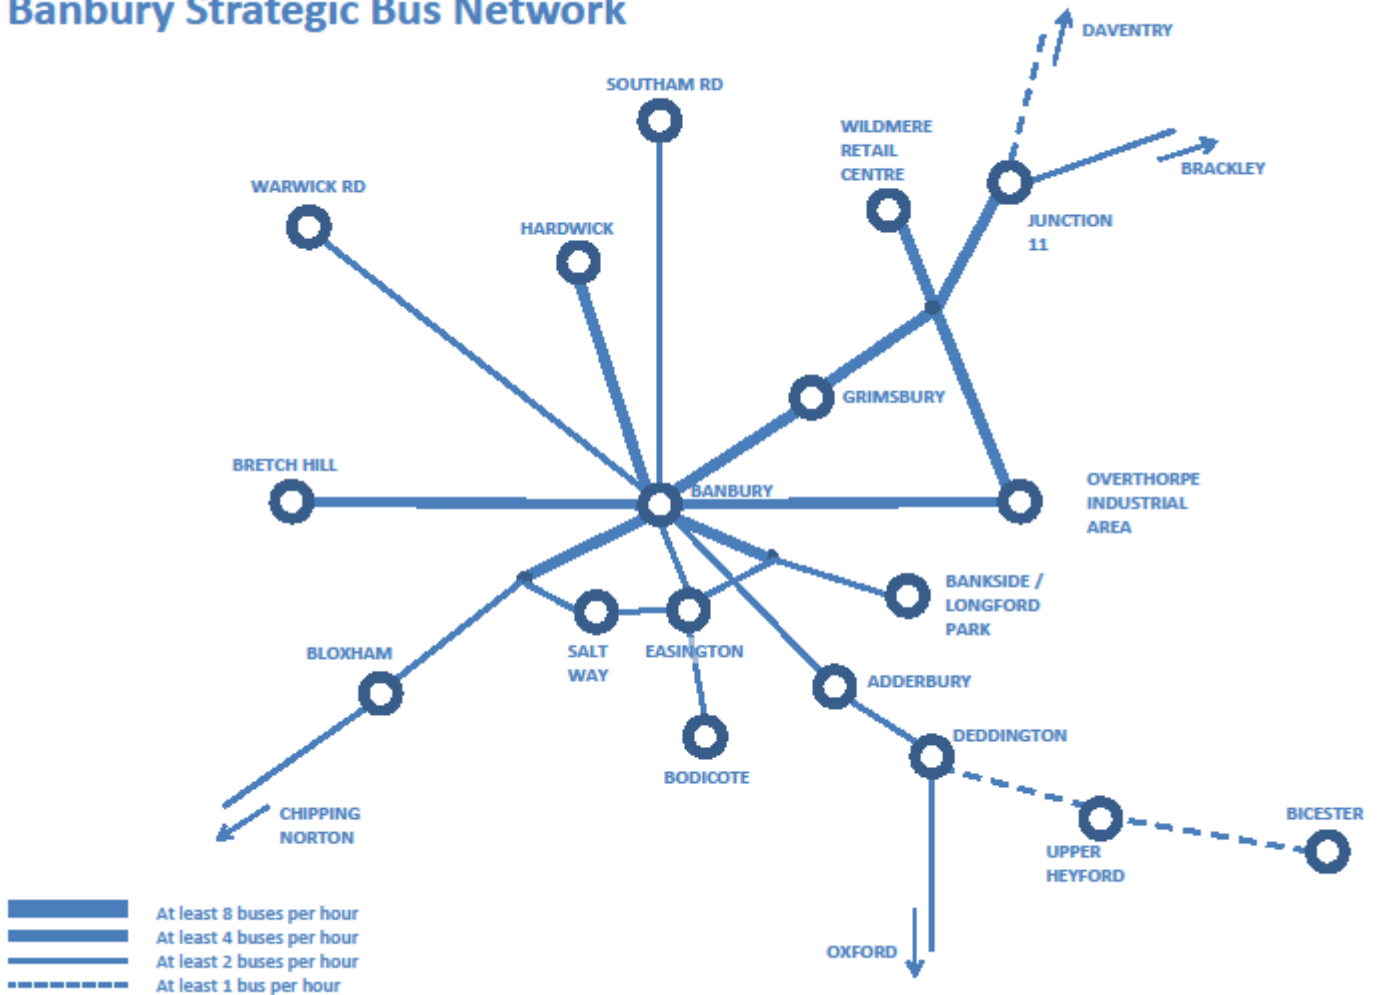 Banbury Strategic Bus Network
DAVENTRY
SOUTHAM RD
WILDMERE
RETAIL
CENTRE
BRACKLEY
WARWICK RD
HARDWICK
JUNCTION
11
GRIMSBURY
BRETCH HILL
BANBURY
OVERTHORPE
INDUSTRIAL
AREA
BANKSIDE /
LONGFORD
PARK
SALT
WAY
EASINGTON
BLOXHAM
ADDERBURY
DEDDINGTON
BODICOTE
CHIPPING
NORTON
BICESTER
UPPER
HEYFORD
OXFORD
At least 8 buses per hour
At least 4 buses per hour
At least 2 buses per hour
At least 1 bus per hour